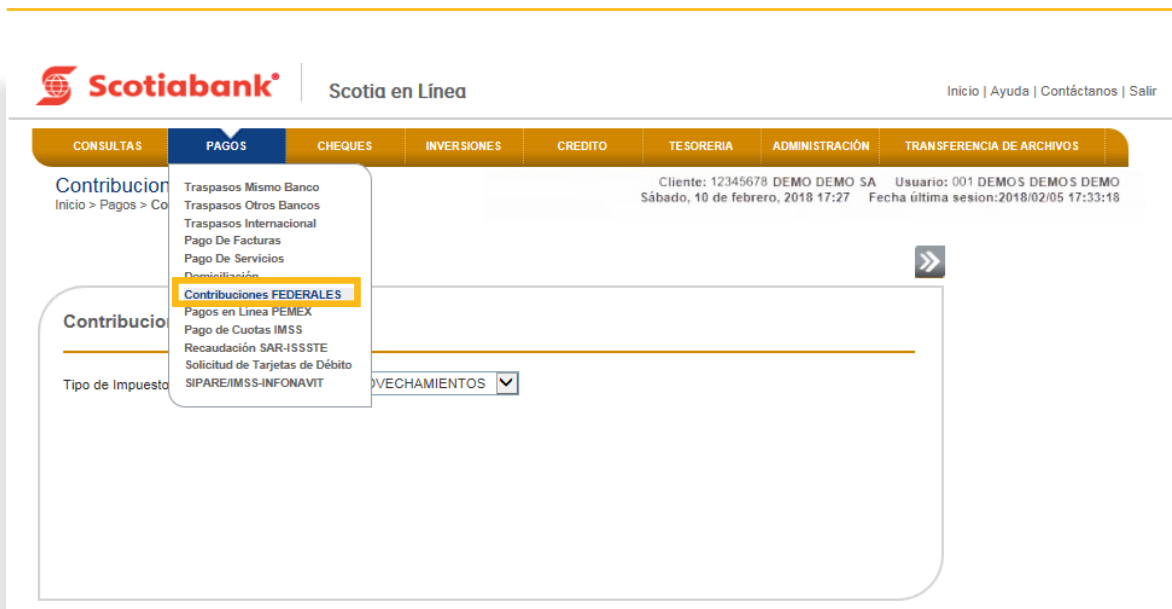 Scotiabank® Scotia en Línea Inicio | Ayuda | Contáctanos | Salir
CONSULTAS PAGOS CHEQUES INVERSIONES CREDITO TESORERIA ADMINISTRACIÓN TRANSFERENCIA DE ARCHIVOS
Contribucion
Inicio > Pagos > Co
Cliente: 12345678 DEMO DEMO SA Usuario: 001 DEMOS DEMOS DEMO
Sábado, 10 de febrero, 2018 17:27 Fecha última sesion:2018/02/05 17:33:18
Traspasos Mismo Banco
Traspasos Otros Bancos
Traspasos Internacional
Pago De Facturas
Pago De Servicios
Domiciliación
Contribuciones FEDERALES
Pagos en Línea PEMEX
Pago de Cuotas IMSS
Recaudación SAR-ISSSTE
Solicitud de Tarjetas de Débito
SIPARE/IMSS-INFONAVIT
Contribucio
Tipo de Impuesto OVECHAMIENTOS